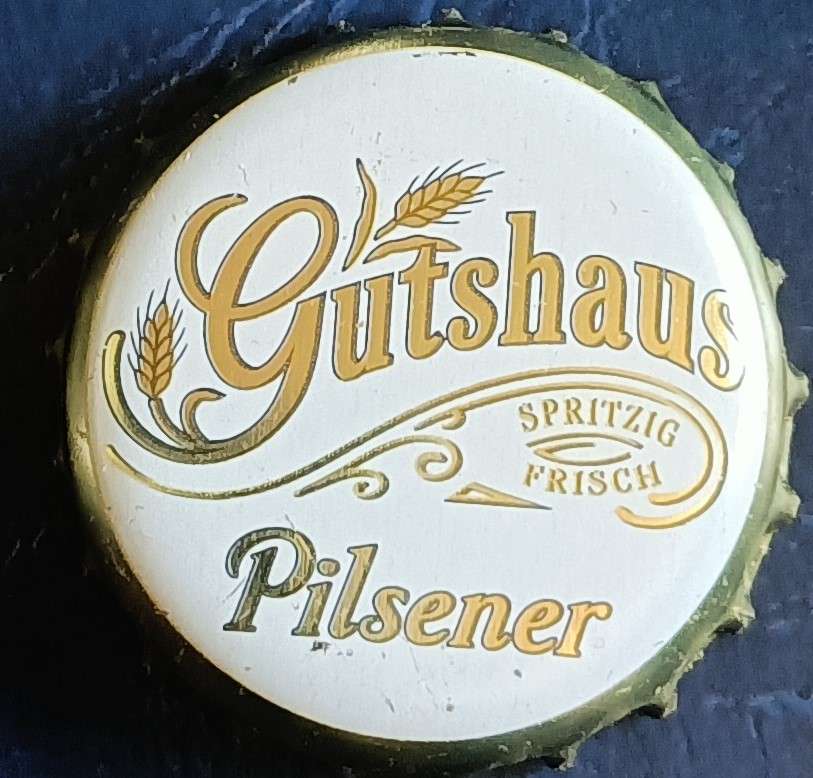 Gutshaus
SPRITZIG
FRISCH
Pilsener